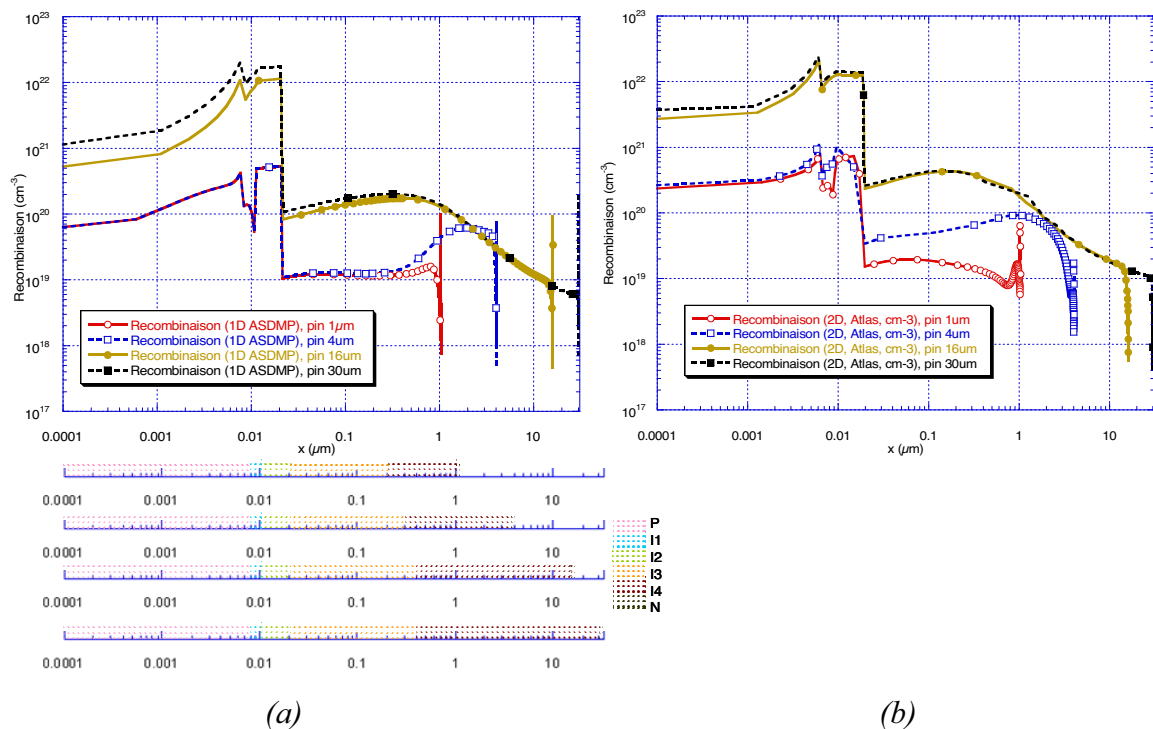 10^23
10^22
10^21
10^20
10^19
10^18
10^17
Recombinaison (cm^-3)
Recombinaison (1D ASDMP), pin 1µm
Recombinaison (1D ASDMP), pin 4um
Recombinaison (1D ASDMP), pin 16um
Recombinaison (1D ASDMP), pin 30um
0.0001 0.001 0.01 0.1 1 10
x (µm)
10^23
10^22
10^21
10^20
10^19
10^18
10^17
Recombinaison (cm^-3)
Recombinaison (2D, Atlas, cm-3), pin 1um
Recombinaison (2D, Atlas, cm-3), pin 4um
Recombinaison (2D, Atlas, cm-3), pin 16um
Recombinaison (2D, Atlas, cm-3), pin 30um
0.0001 0.001 0.01 0.1 1 10
x (µm)
0.0001 0.001 0.01 0.1 1 10
0.0001 0.001 0.01 0.1 1 10
0.0001 0.001 0.01 0.1 1 10
0.0001 0.001 0.01 0.1 1 10
P
I1
I2
I3
I4
N
(a)
(b)